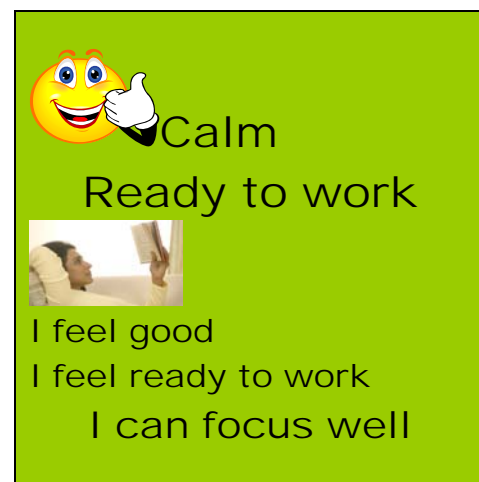 Calm
Ready to work
I feel good
I feel ready to work
I can focus well